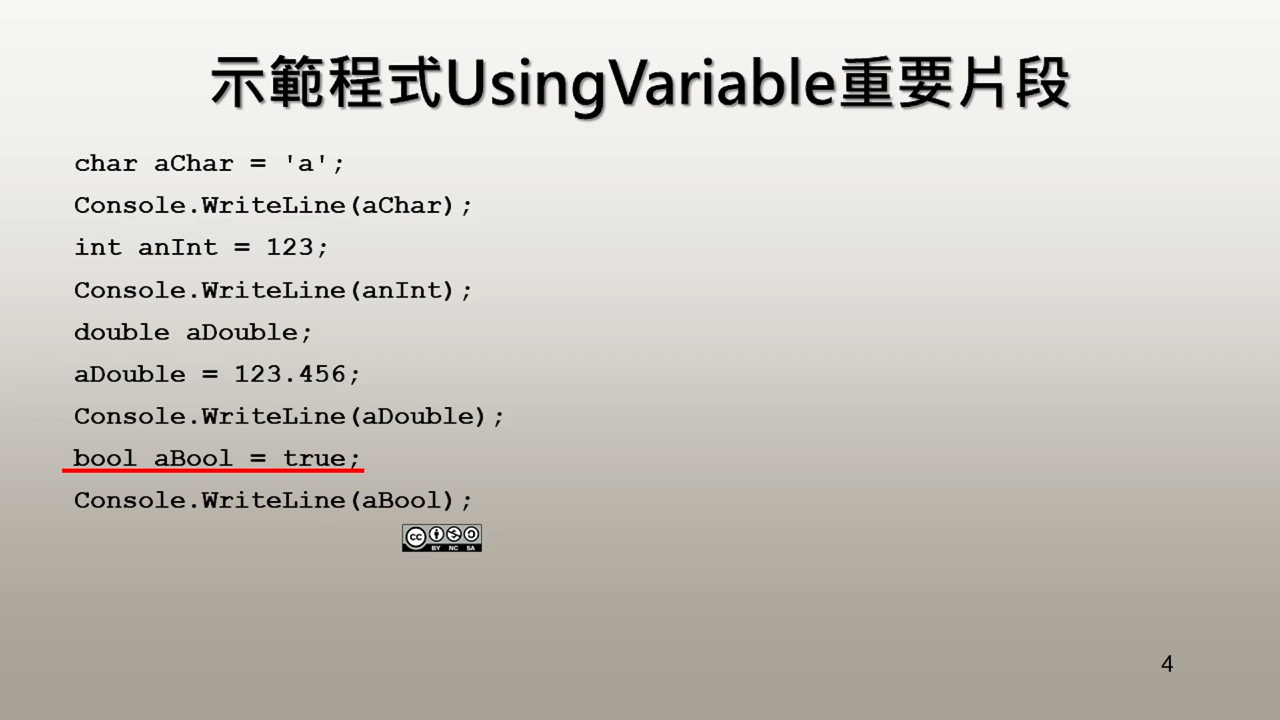 示範程式UsingVariable重要片段
char aChar = 'a';
Console.WriteLine(aChar);
int anInt = 123;
Console.WriteLine(anInt);
double aDouble;
aDouble = 123.456;
Console.WriteLine(aDouble);
bool aBool = true;
Console.WriteLine(aBool);
cc BY NC SA
4